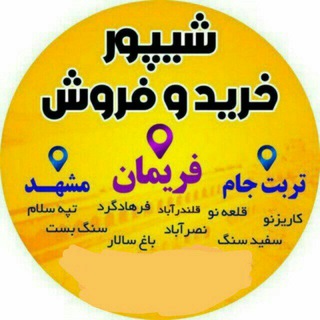 شیپور
خرید و فروش
فریمان
تربت جام
مشهد
کاریزنو
قلعه نو
قلندرآباد
فرهادگرد
تپه سلام
سفید سنگ
نصرآباد
باغ سالار
سنگ بست